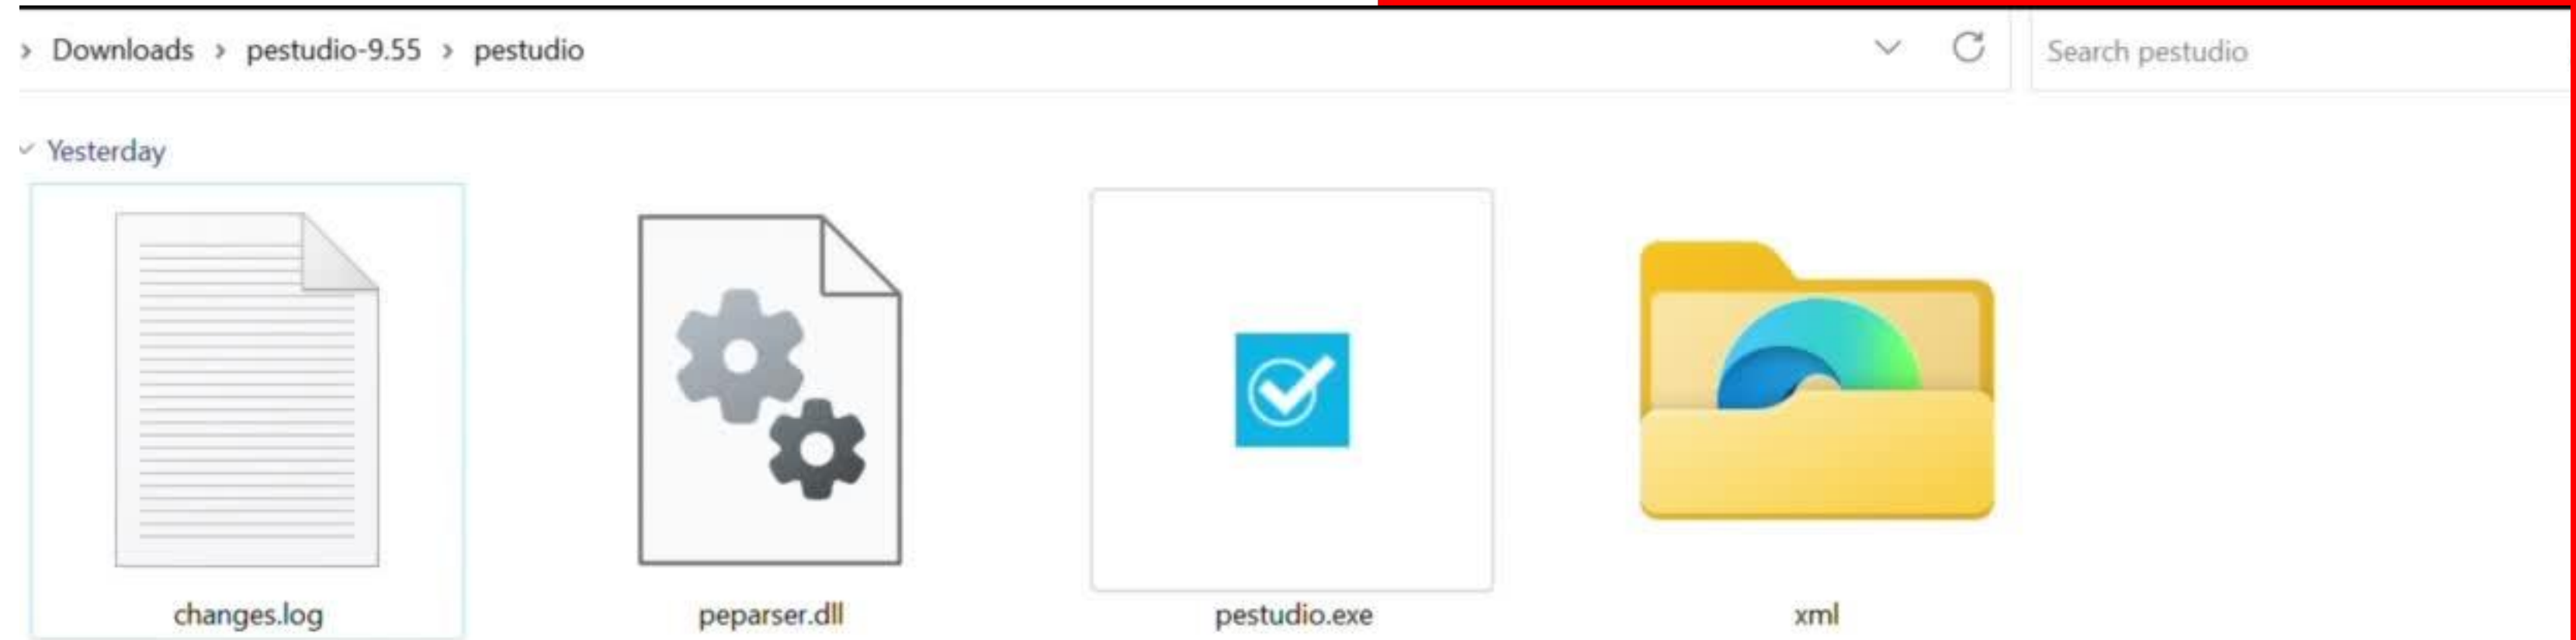 › Downloads › pestudio-9.55 › pestudio
Search pestudio
Yesterday
changes.log
peparser.dll
pestudio.exe
xml